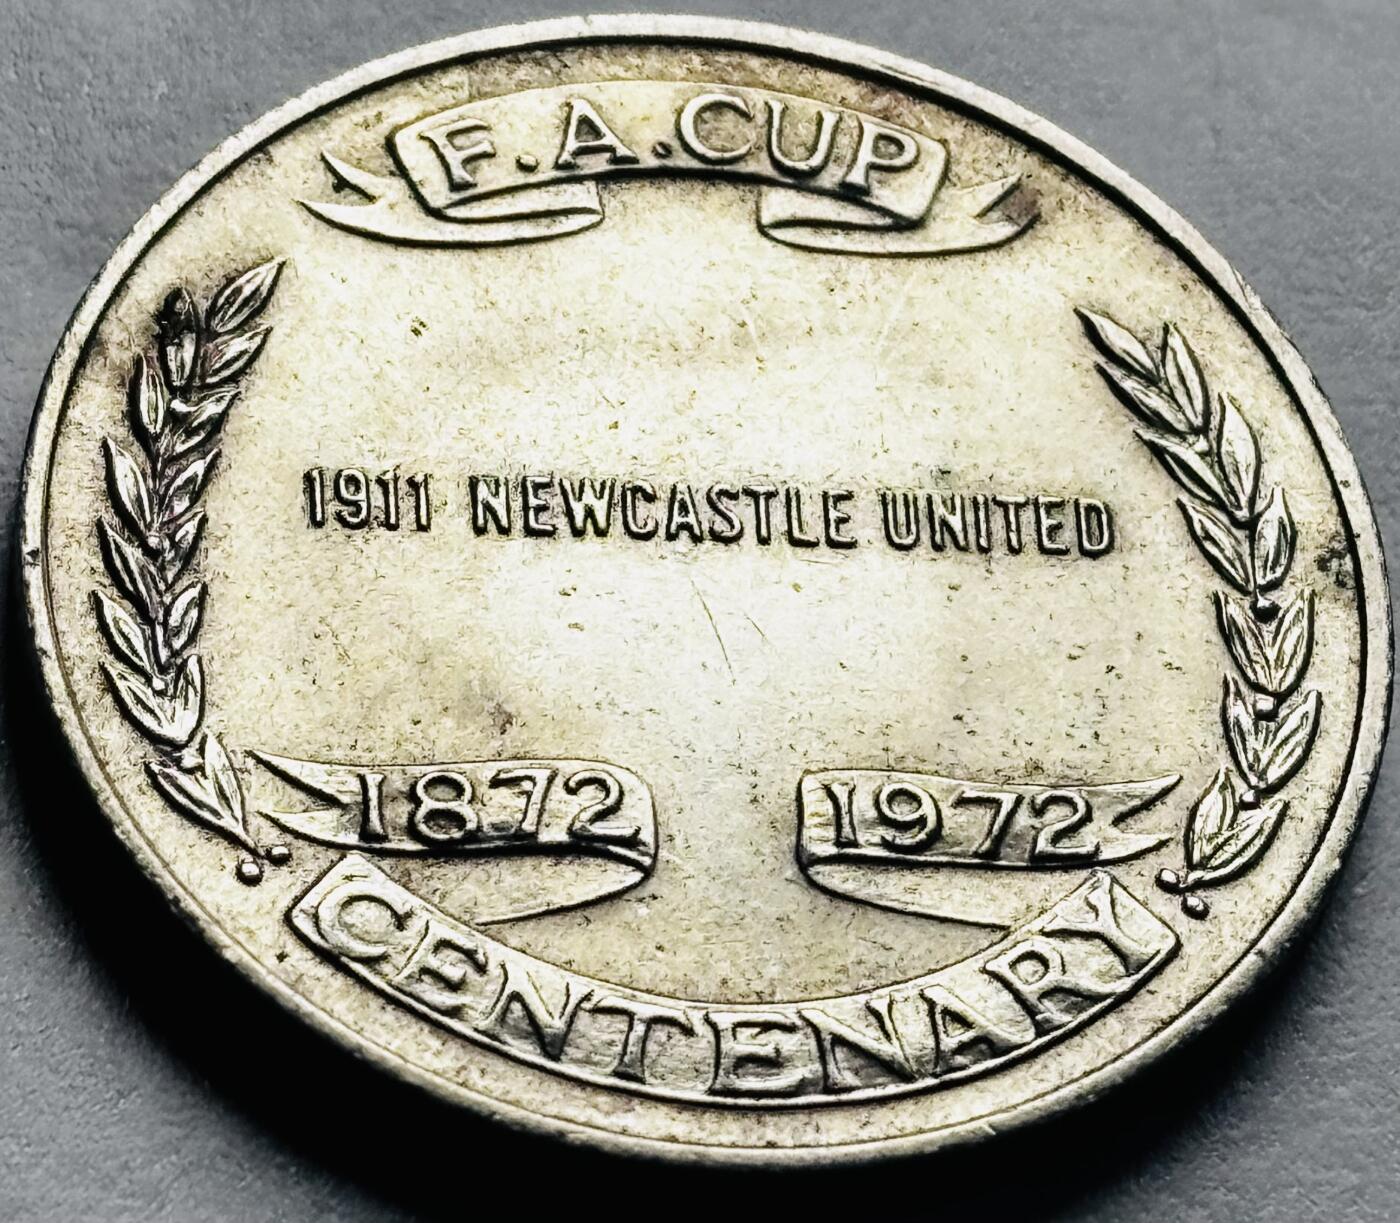 F.A.CUP
1911 NEWCASTLE UNITED
1872 1972
CENTENARY